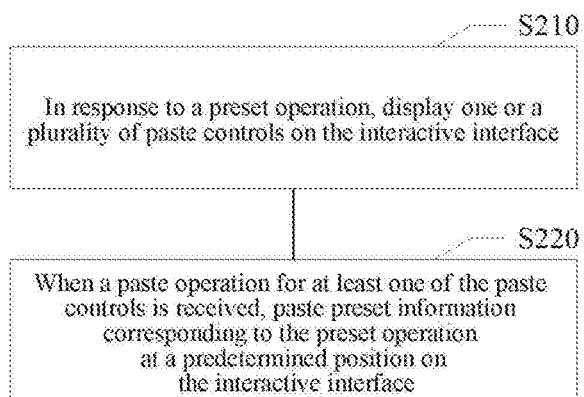 S210
In response to a preset operation, display one or a
plurality of paste controls on the interactive interface
S220
When a paste operation for at least one of the paste
controls is received, paste preset information
corresponding to the preset operation
at a predetermined position on
the interactive interface